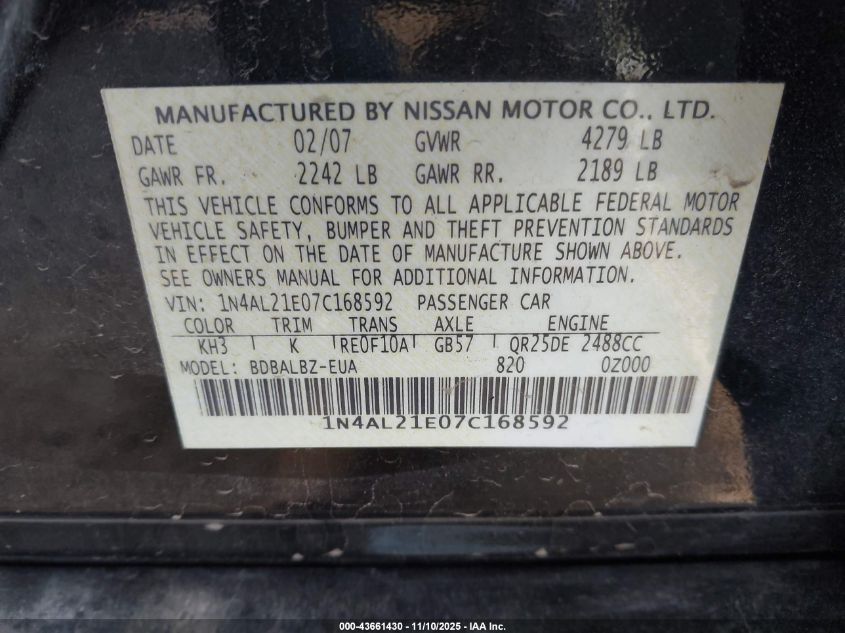 MANUFACTURED BY NISSAN MOTOR CO., LTD.
DATE 02/07 GVWR 4279 LB
GAWR FR. 2242 LB GAWR RR. 2189 LB
THIS VEHICLE CONFORMS TO ALL APPLICABLE FEDERAL MOTOR
VEHICLE SAFETY, BUMPER AND THEFT PREVENTION STANDARDS
IN EFFECT ON THE DATE OF MANUFACTURE SHOWN ABOVE.
SEE OWNERS MANUAL FOR ADDITIONAL INFORMATION.
VIN: 1N4AL21E07C168592 PASSENGER CAR
COLOR TRIM TRANS AXLE ENGINE
KH3 K RE0F10A GB57 QR25DE 2488CC
MODEL: BDBALBZ-EUA 820 0Z000
1N4AL21E07C168592
000-43661430 - 11/10/2025 - IAA Inc.